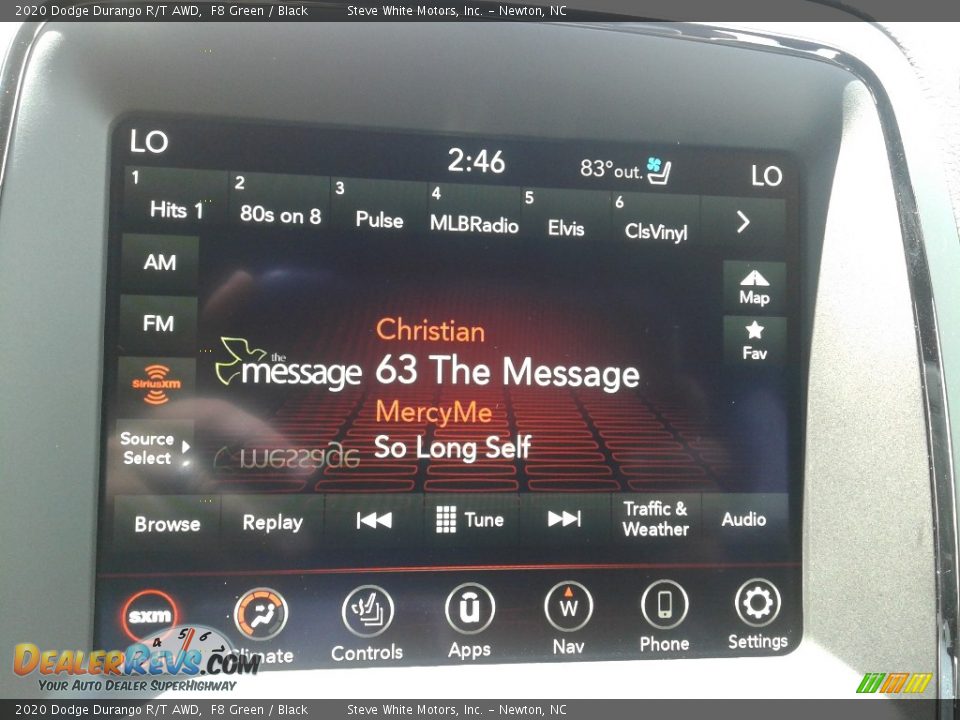 2020 Dodge Durango R/T AWD, F8 Green / Black Steve White Motors, Inc. - Newton, NC
LO
2:46
83° out.
LO
1 Hits 1
2 80s on 8
3 Pulse
4 MLBRadio
5 Elvis
6 ClsVinyl
AM
FM
SiriusXM
Source
Select
Map
Fav
the
message
Christian
63 The Message
MercyMe
So Long Self
message
Browse
Replay
Tune
Traffic &
Weather
Audio
sxm
Climate
Controls
Apps
W
Nav
Phone
Settings
4 5 6
DealerRevs.com
Your Auto Dealer SuperHighway
2020 Dodge Durango R/T AWD, F8 Green / Black Steve White Motors, Inc. - Newton, NC